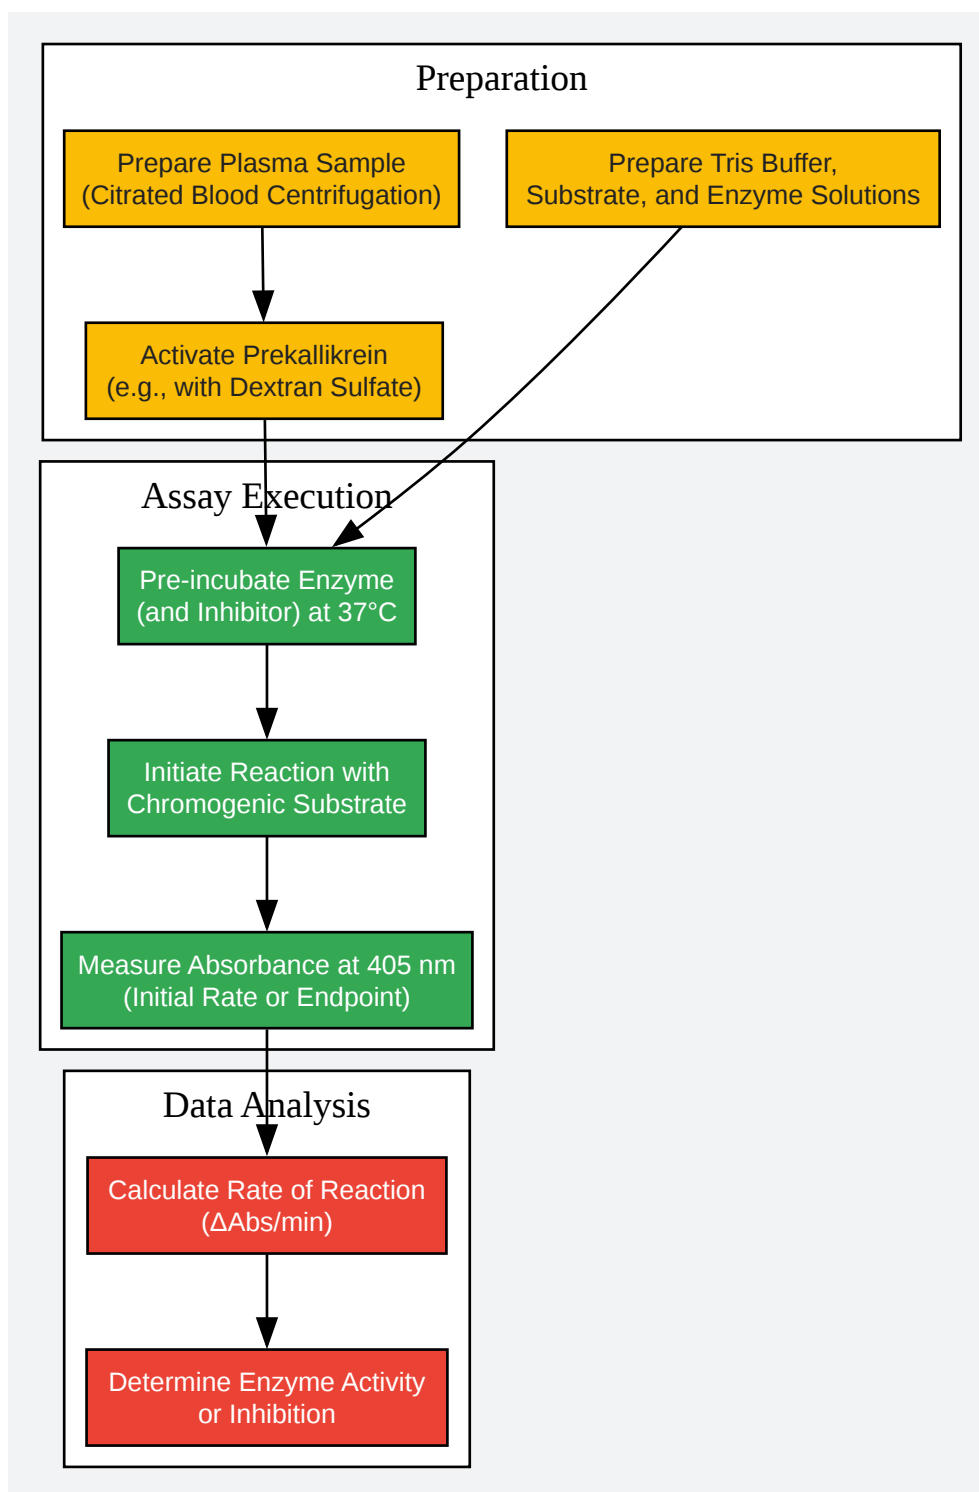 Preparation
Prepare Plasma Sample
(Citrated Blood Centrifugation)
Prepare Tris Buffer,
Substrate, and Enzyme Solutions
Activate Prekallikrein
(e.g., with Dextran Sulfate)
Assay Execution
Pre-incubate Enzyme
(and Inhibitor) at 37°C
Initiate Reaction with
Chromogenic Substrate
Measure Absorbance at 405 nm
(Initial Rate or Endpoint)
Data Analysis
Calculate Rate of Reaction
(ΔAbs/min)
Determine Enzyme Activity
or Inhibition